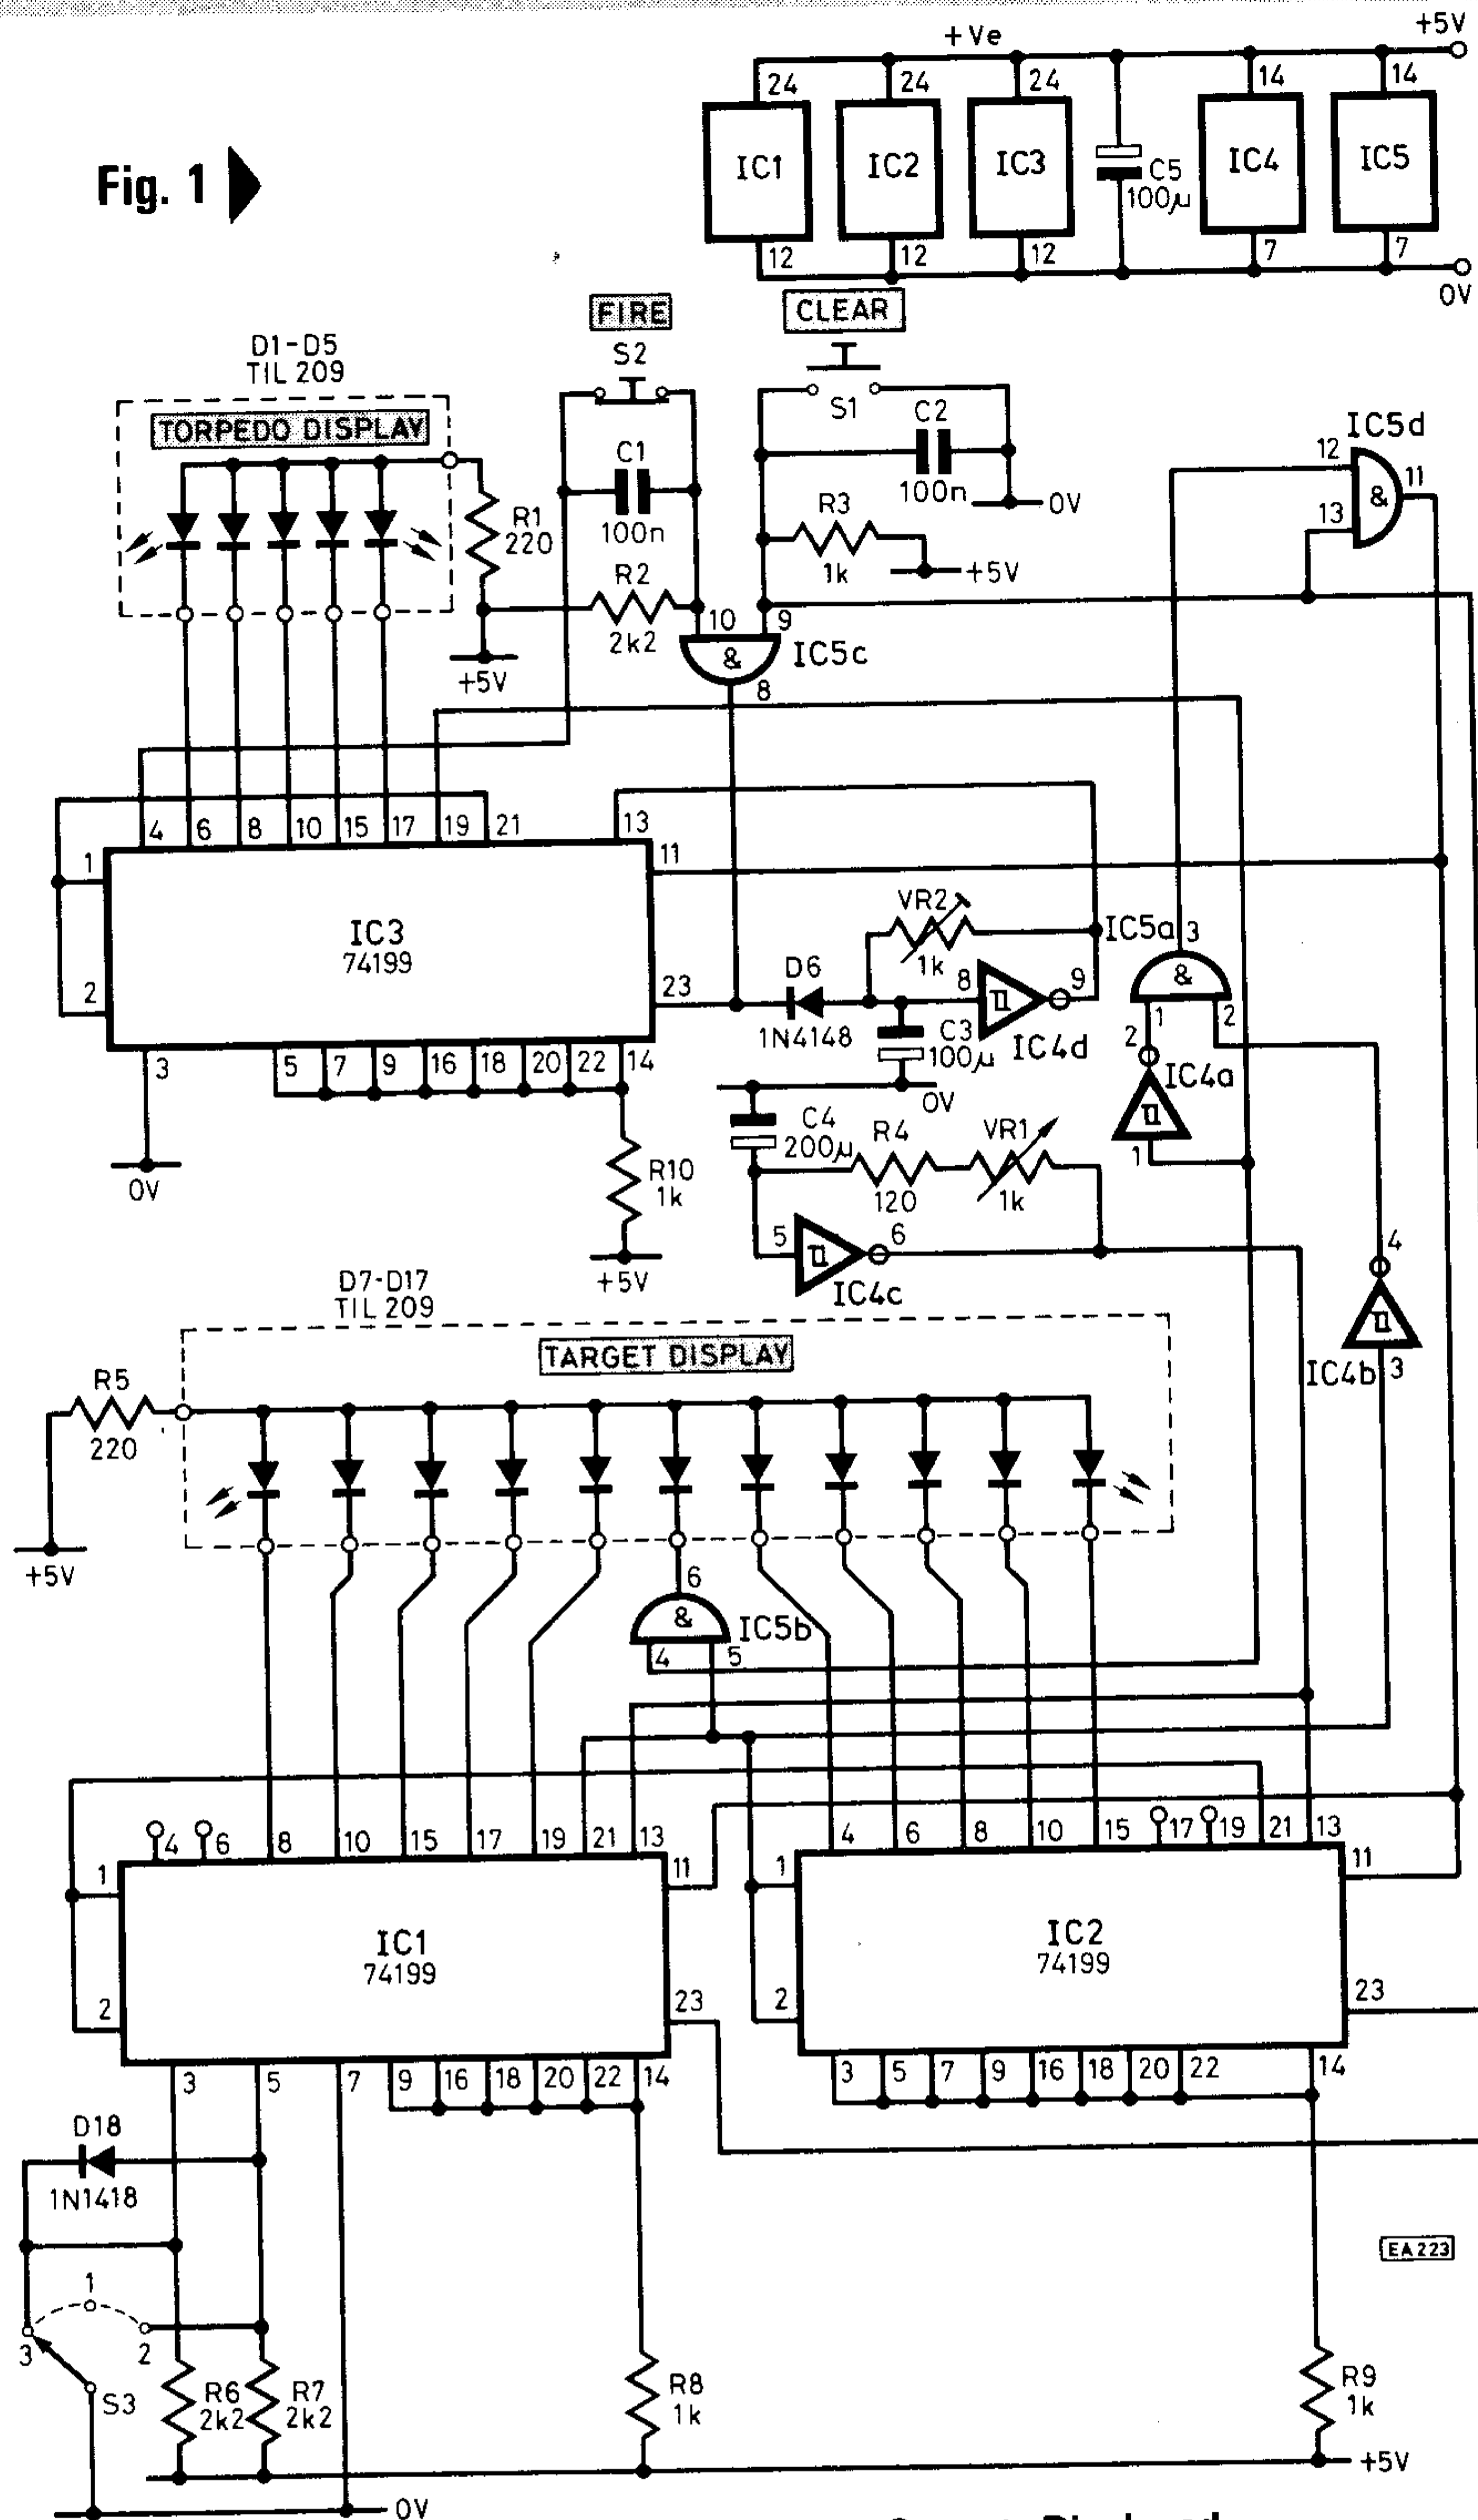 +Ve
+5V
24
24
24
14
14
IC1
IC2
IC3
C5
100µ
IC4
IC5
12
12
12
7
7
0V
Fig. 1
FIRE
S2
CLEAR
S1
D1-D5
TIL 209
TORPEDO DISPLAY
R1
220
C1
100n
R2
2k2
C2
100n
0V
R3
1k
+5V
+5V
10
9
&
IC5c
8
IC5d
12
13
&
11
4
6
8
10
15
17
19
21
13
1
11
IC3
74199
2
23
3
5
7
9
16
18
20
22
14
0V
R10
1k
+5V
VR2
1k
D6
1N4148
8
9
IC4d
C3
100µ
0V
IC5a
3
&
1
2
2
IC4a
1
C4
200µ
R4
120
VR1
1k
5
6
IC4c
4
IC4b
3
D7-D17
TIL 209
TARGET DISPLAY
R5
220
+5V
6
&
IC5b
4
5
4
6
8
10
15
17
19
21
13
1
11
IC1
74199
2
23
3
5
7
9
16
18
20
22
14
4
6
8
10
15
17
19
21
13
1
11
IC2
74199
2
23
3
5
7
9
16
18
20
22
14
D18
1N1418
1
3
2
S3
R6
2k2
R7
2k2
R8
1k
R9
1k
+5V
0V
EA223